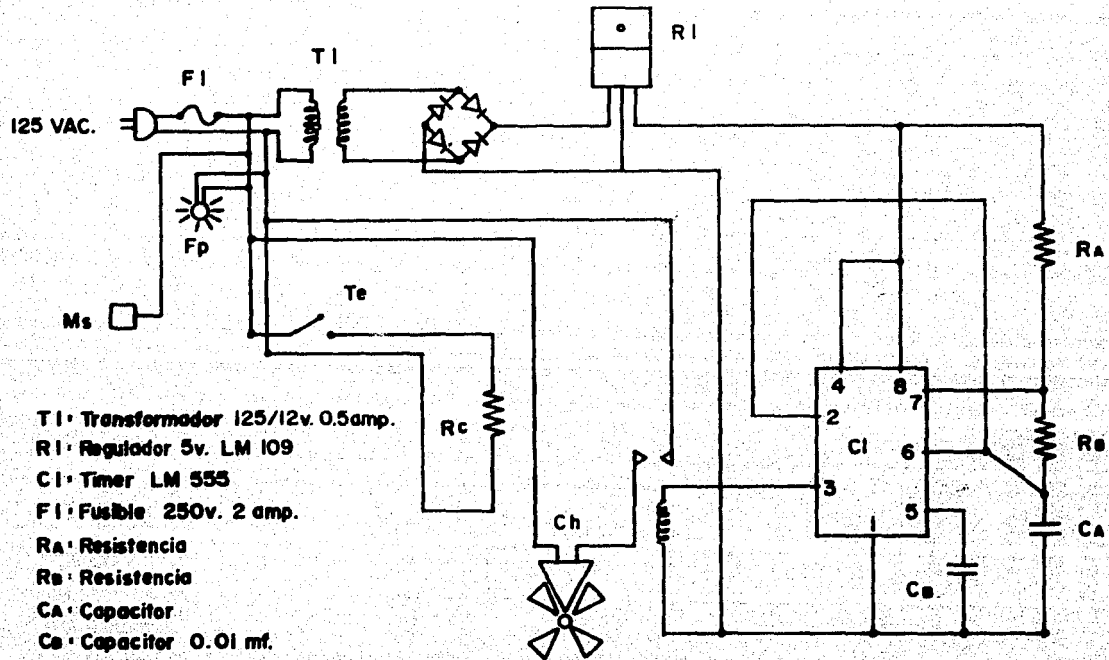 T1
R1
F1
125 VAC.
Fp
Te
Ms
Rc
Ch
RA
RB
CA
CB.
4
8
7
2
C1
6
3
5
1
T1: Transformador 125/12v. 0.5amp.
R1: Regulador 5v. LM 109
C1: Timer LM 555
F1: Fusible 250v. 2 amp.
RA: Resistencia
RB: Resistencia
CA: Capacitor
CB: Capacitor 0.01 mf.